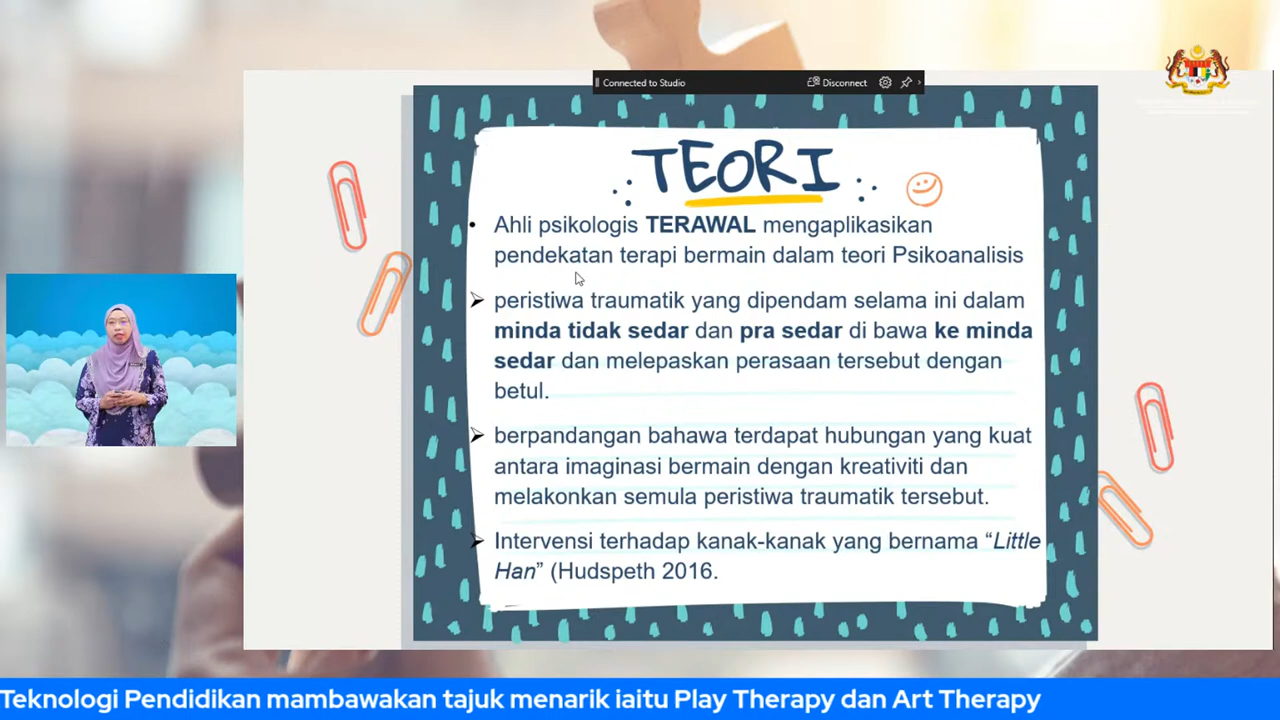 Connected to Studio
Disconnect
TEORI
• Ahli psikologis TERAWAL mengaplikasikan
pendekatan terapi bermain dalam teori Psikoanalisis
➢ peristiwa traumatik yang dipendam selama ini dalam
minda tidak sedar dan pra sedar di bawa ke minda
sedar dan melepaskan perasaan tersebut dengan
betul.
➢ berpandangan bahawa terdapat hubungan yang kuat
antara imaginasi bermain dengan kreativiti dan
melakonkan semula peristiwa traumatik tersebut.
➢ Intervensi terhadap kanak-kanak yang bernama “Little
Han” (Hudspeth 2016.
Teknologi Pendidikan mambawakan tajuk menarik iaitu Play Therapy dan Art Therapy